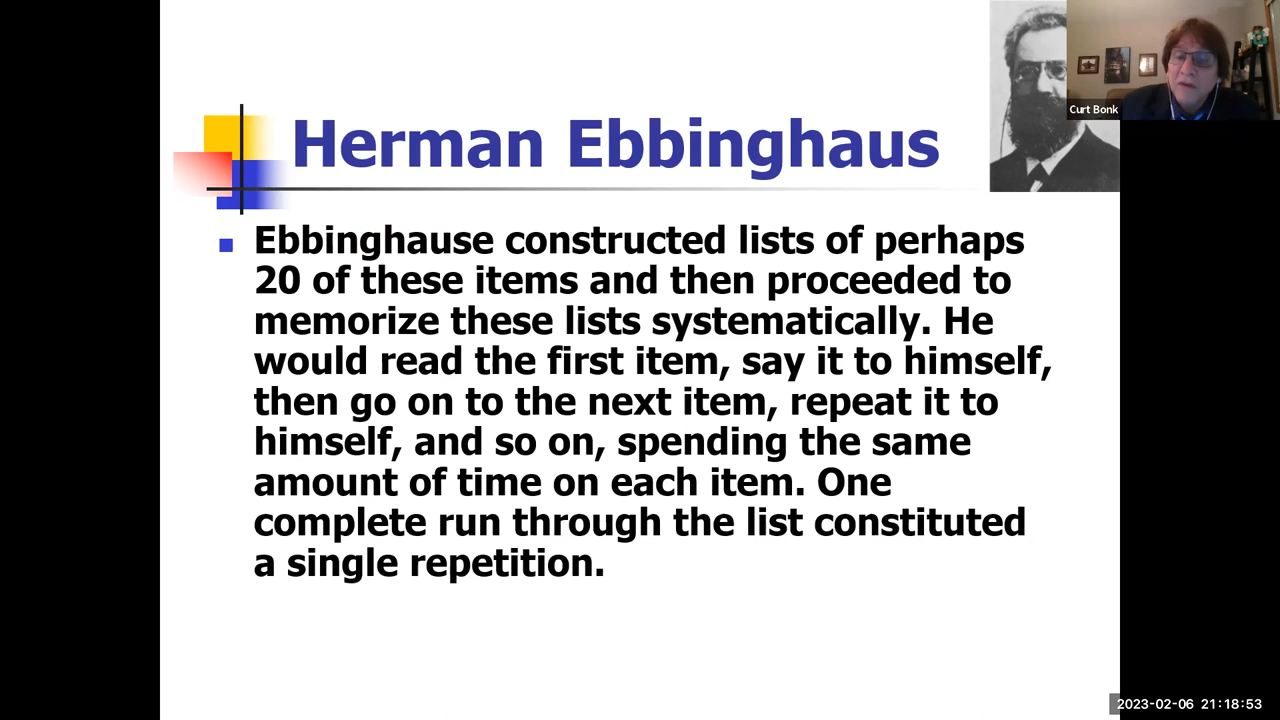 Curt Bonk
Herman Ebbinghaus
Ebbinghause constructed lists of perhaps
20 of these items and then proceeded to
memorize these lists systematically. He
would read the first item, say it to himself,
then go on to the next item, repeat it to
himself, and so on, spending the same
amount of time on each item. One
complete run through the list constituted
a single repetition.
2023-02-06 21:18:53